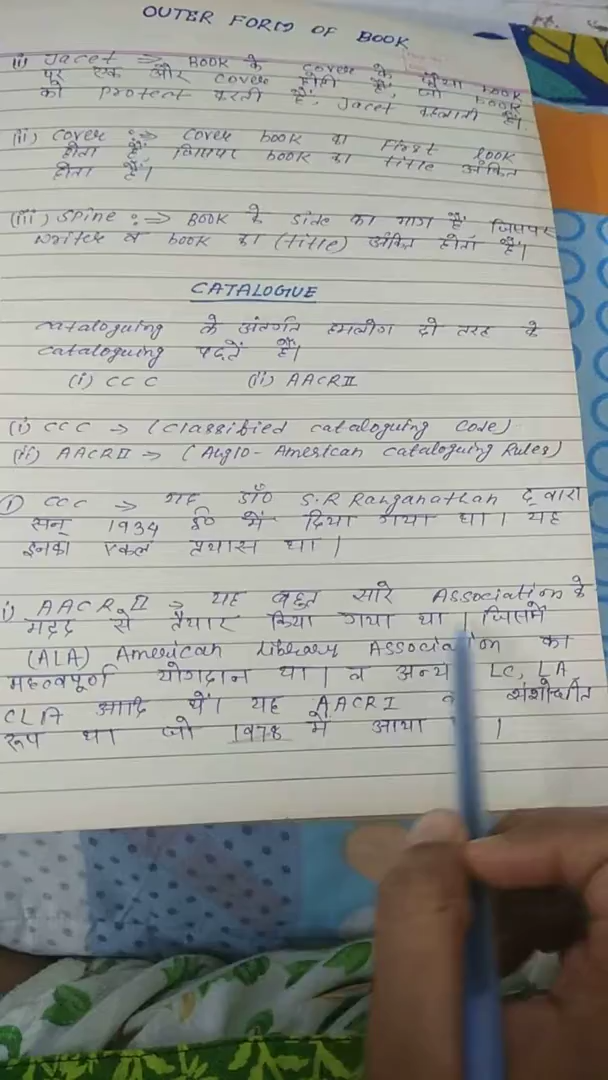 OUTER FORM OF BOOK
(i) Jacet ⇒ BOOK के cover के
पर एक और cover होती है, जो book
को protect करती है, Jacet कहलाती है।
(ii) Cover :⇒ Cover book का First look
होता है जिसपर book का title अंकित
होता है।
(iii) Spine :⇒ BOOK के side का भाग है, जिसपर
writer व book का (title) अंकित होता है।
CATALOGUE
cataloguing के अंतर्गत हमलोग दो तरह के
cataloguing पढ़ते हैं।
(i) CCC (ii) AACR II
(i) CCC → (Classified cataloguing Code)
(ii) AACR II → (Anglo-American Cataloguing Rules)
① CCC → यह डॉ० S.R Ranganathan द्वारा
सन् 1934 ई० में दिया गया था। यह
इनका एकल प्रयास था।
i) AACR II → यह बहुत सारे Association के
मदद से तैयार किया गया था। जिसमें
(ALA) American Library Association का
महत्वपूर्ण योगदान था। व अन्य LC, LA,
CLA आदि थें। यह AACR I संशोधित
रूप था जो 1978 में आया ।